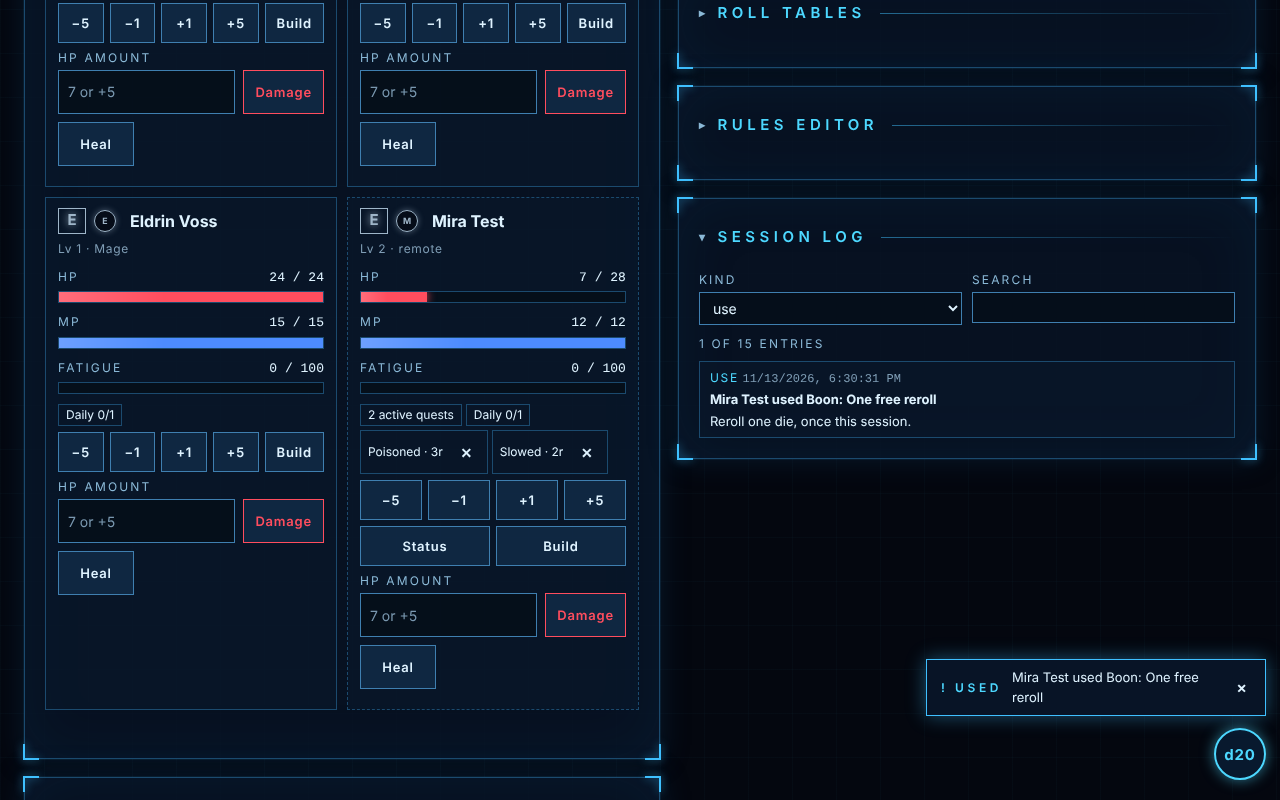 −5 −1 +1 +5 Build
HP AMOUNT
7 or +5 Damage
Heal
−5 −1 +1 +5 Build
HP AMOUNT
7 or +5 Damage
Heal
E E Eldrin Voss
Lv 1 · Mage
HP 24 / 24
MP 15 / 15
FATIGUE 0 / 100
Daily 0/1
−5 −1 +1 +5 Build
HP AMOUNT
7 or +5 Damage
Heal
E M Mira Test
Lv 2 · remote
HP 7 / 28
MP 12 / 12
FATIGUE 0 / 100
2 active quests Daily 0/1
Poisoned · 3r × Slowed · 2r ×
−5 −1 +1 +5
Status Build
HP AMOUNT
7 or +5 Damage
Heal
▸ ROLL TABLES
▸ RULES EDITOR
▾ SESSION LOG
KIND SEARCH
use
1 OF 15 ENTRIES
USE 11/13/2026, 6:30:31 PM
Mira Test used Boon: One free reroll
Reroll one die, once this session.
! USED Mira Test used Boon: One free
reroll ×
d20